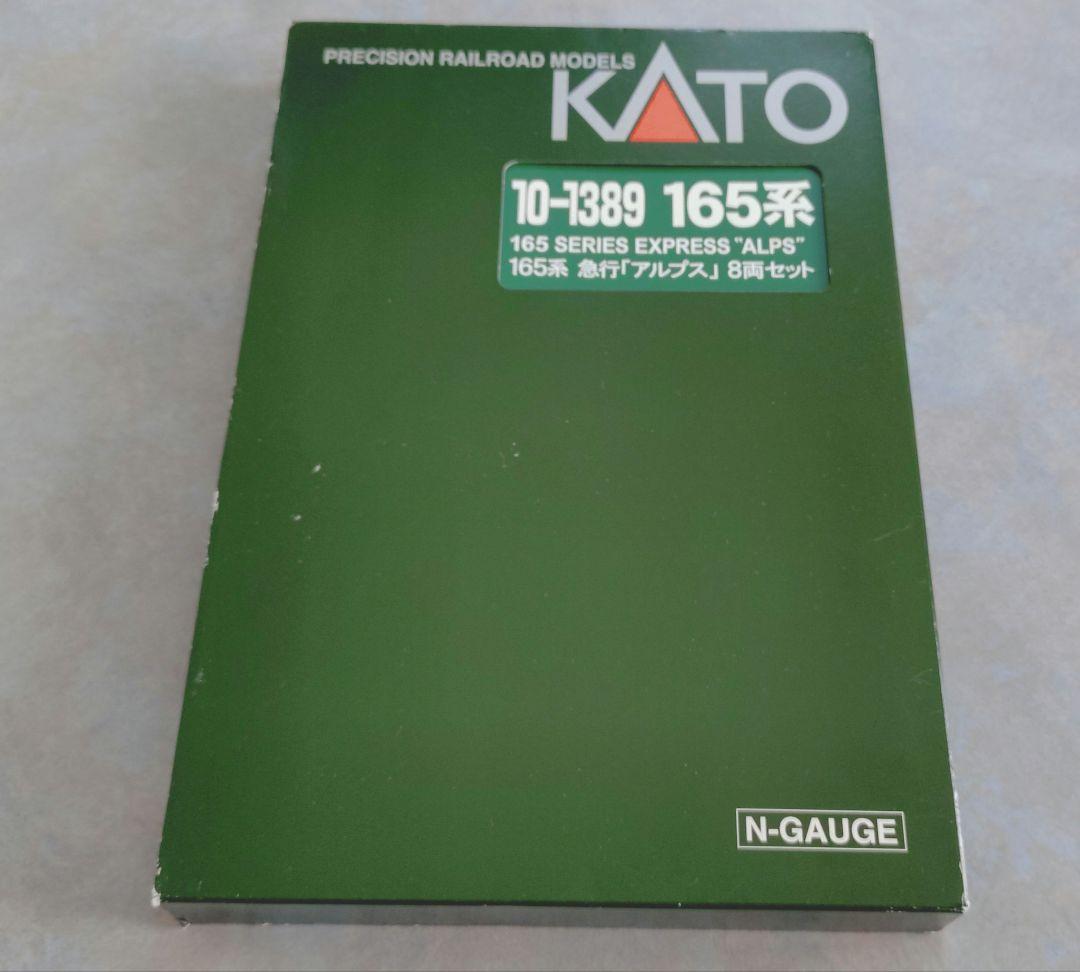 PRECISION RAILROAD MODELS
KATO
10-1389 165系
165 SERIES EXPRESS "ALPS"
165系 急行「アルプス」 8両セット
N-GAUGE